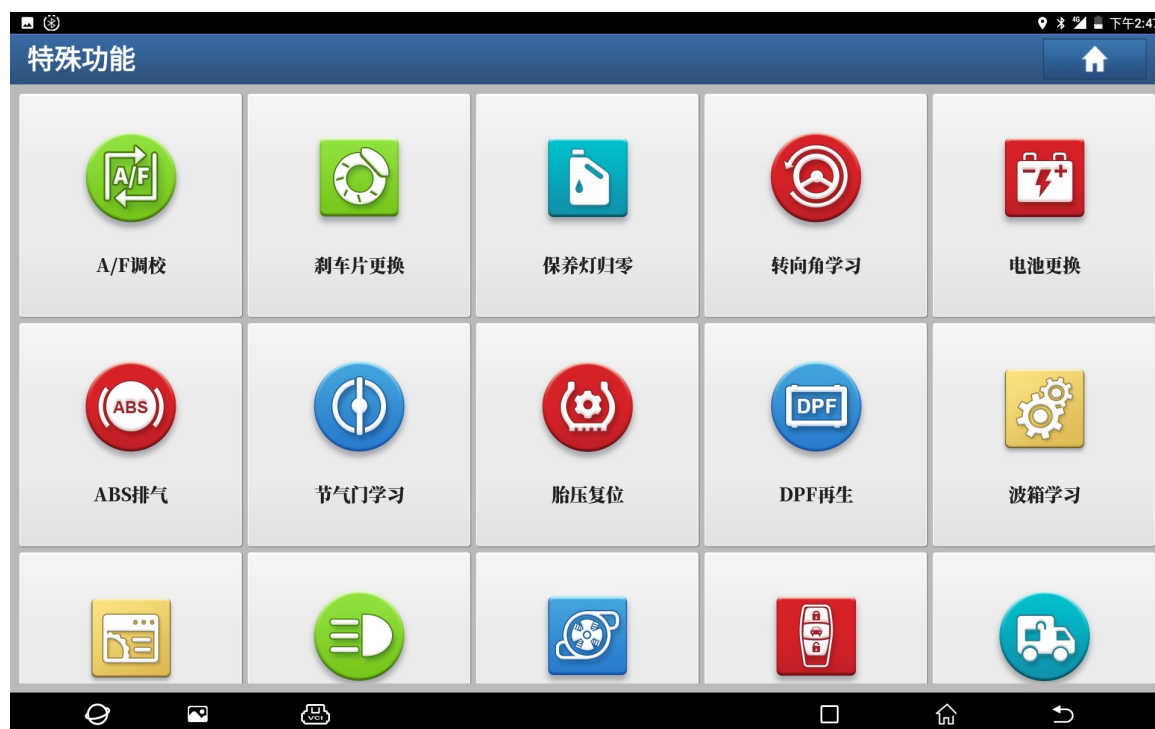 4G 下午2:47
特殊功能
A/F
A/F调校
刹车片更换
保养灯归零
转向角学习
电池更换
ABS
DPF
ABS排气
节气门学习
胎压复位
DPF再生
波箱学习
VCI